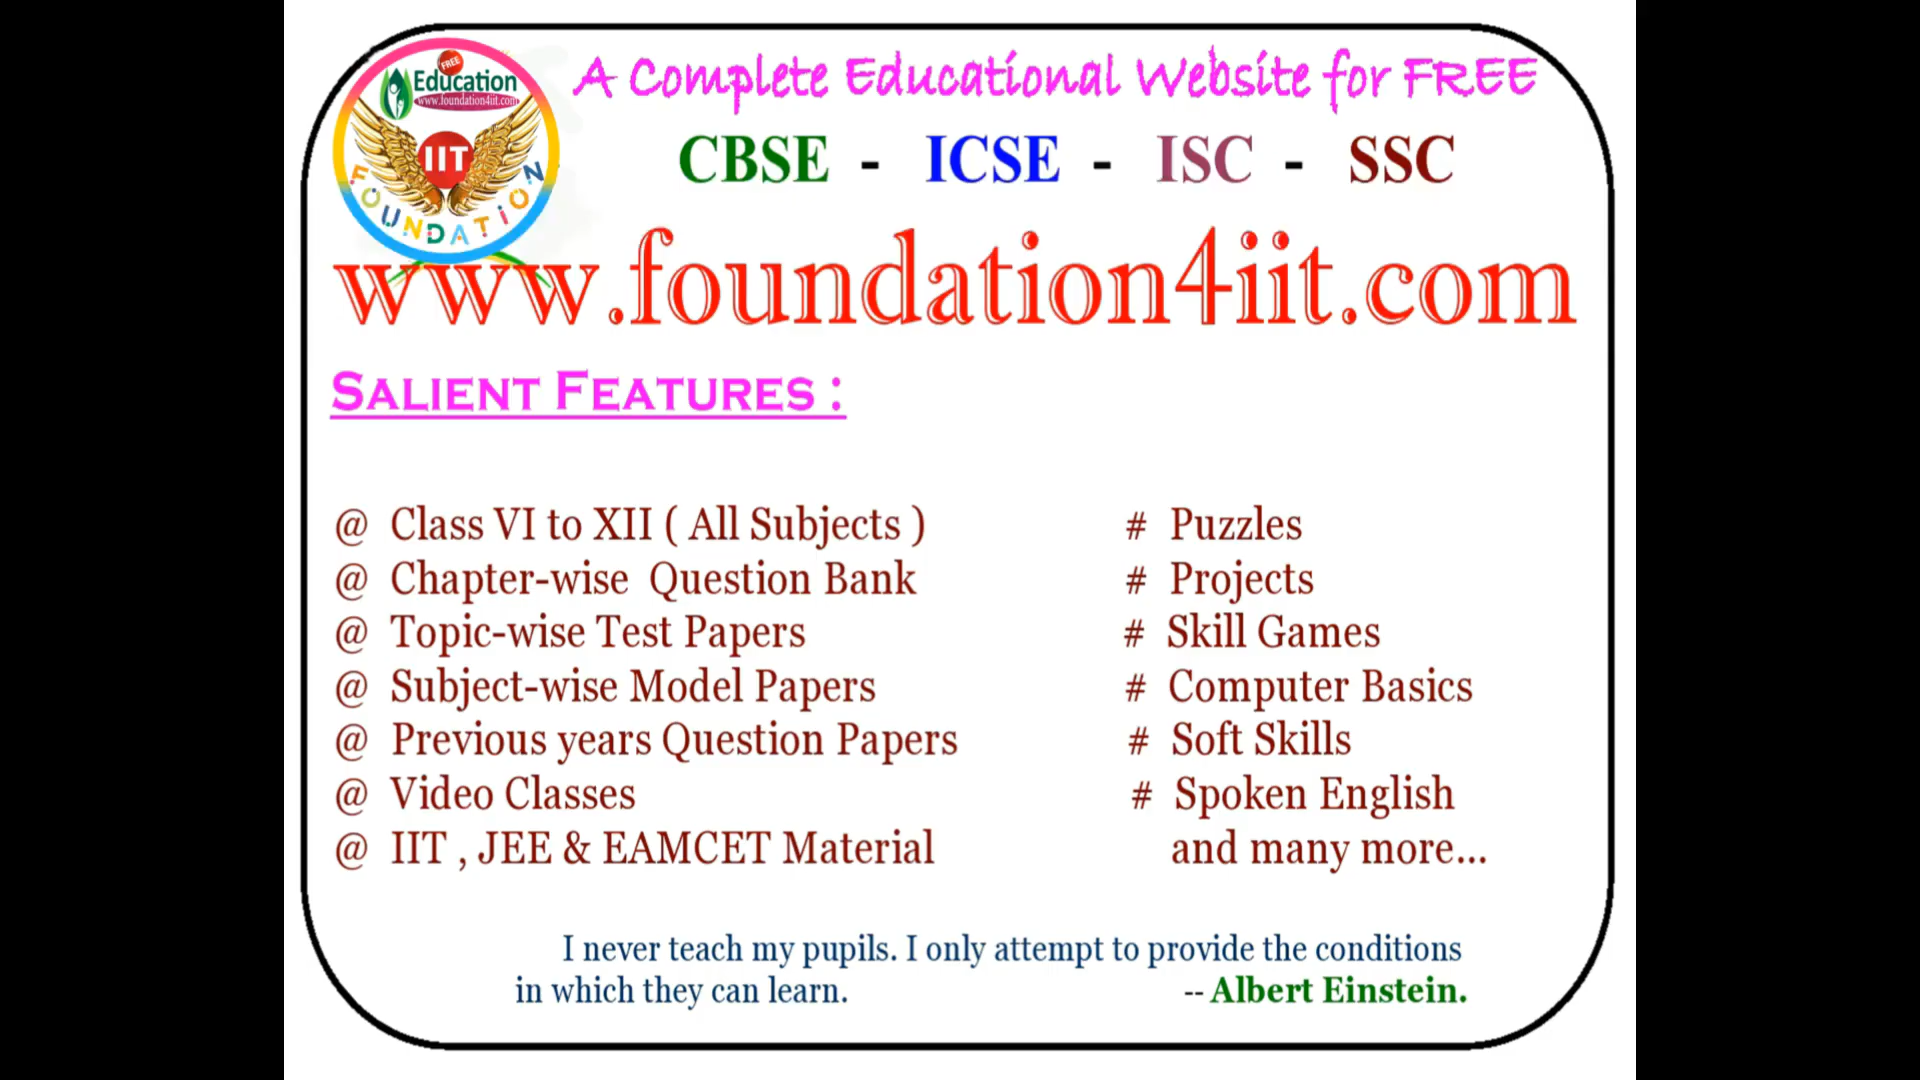 FREE
Education
www.foundation4iit.com
IIT
FOUNDATION
A Complete Educational Website for FREE
CBSE - ICSE - ISC - SSC
www.foundation4iit.com
SALIENT FEATURES :
@ Class VI to XII ( All Subjects )
@ Chapter-wise Question Bank
@ Topic-wise Test Papers
@ Subject-wise Model Papers
@ Previous years Question Papers
@ Video Classes
@ IIT , JEE & EAMCET Material
# Puzzles
# Projects
# Skill Games
# Computer Basics
# Soft Skills
# Spoken English
and many more...
I never teach my pupils. I only attempt to provide the conditions
in which they can learn. -- Albert Einstein.